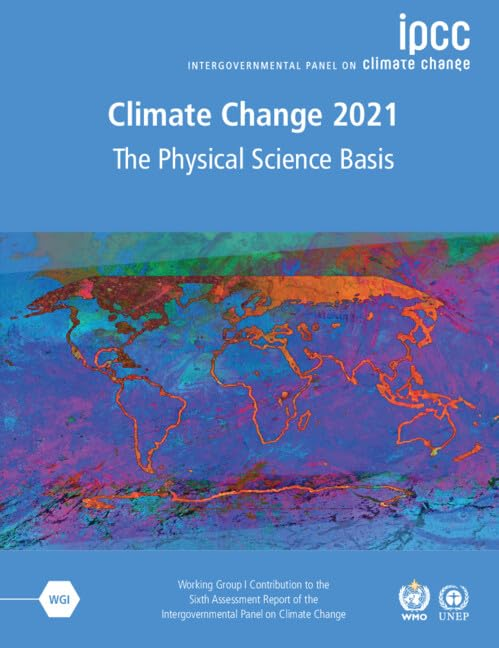 ipcc
INTERGOVERNMENTAL PANEL ON climate change
Climate Change 2021
The Physical Science Basis
WGI
Working Group I Contribution to the
Sixth Assessment Report of the
Intergovernmental Panel on Climate Change
WMO
UNEP